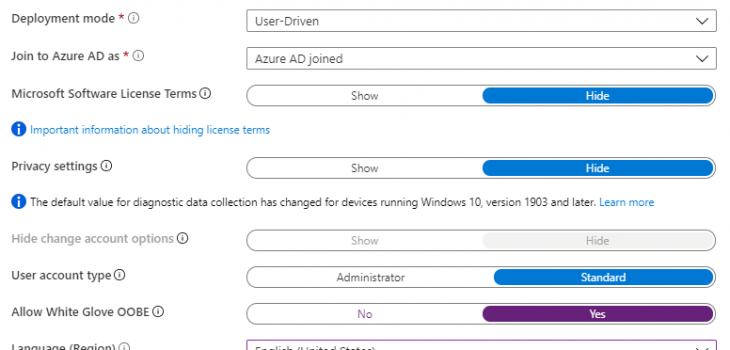 Deployment mode * User-Driven
Join to Azure AD as * Azure AD joined
Microsoft Software License Terms Show Hide
Important information about hiding license terms
Privacy settings Show Hide
The default value for diagnostic data collection has changed for devices running Windows 10, version 1903 and later. Learn more
Hide change account options Show Hide
User account type Administrator Standard
Allow White Glove OOBE No Yes
Language (Region) English (United States)